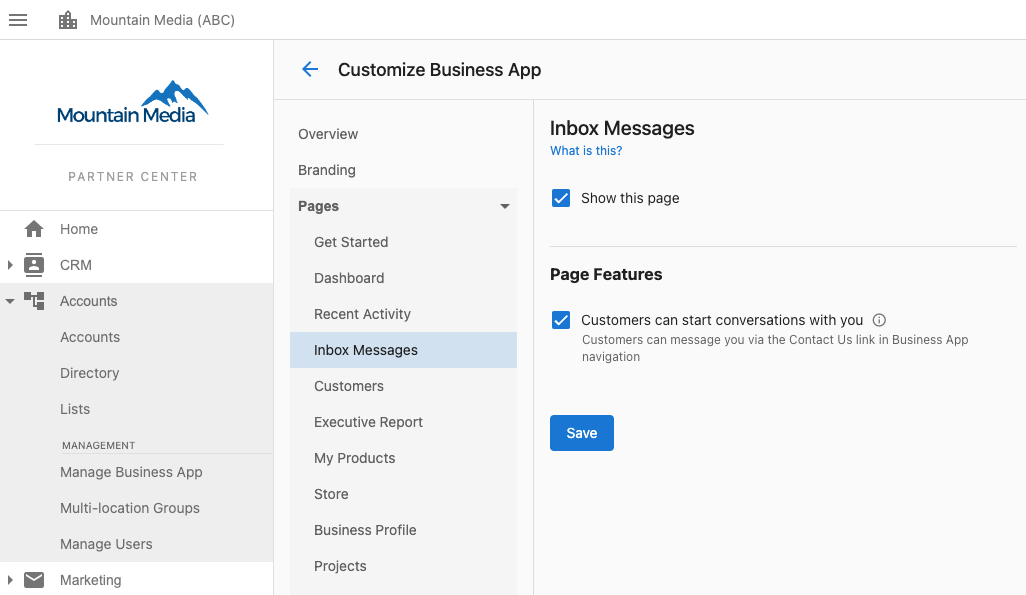 Mountain Media (ABC)
Mountain Media
PARTNER CENTER
Home
CRM
Accounts
Accounts
Directory
Lists
MANAGEMENT
Manage Business App
Multi-location Groups
Manage Users
Marketing
Customize Business App
Overview
Branding
Pages
Get Started
Dashboard
Recent Activity
Inbox Messages
Customers
Executive Report
My Products
Store
Business Profile
Projects
Inbox Messages
What is this?
Show this page
Page Features
Customers can start conversations with you
Customers can message you via the Contact Us link in Business App
navigation
Save